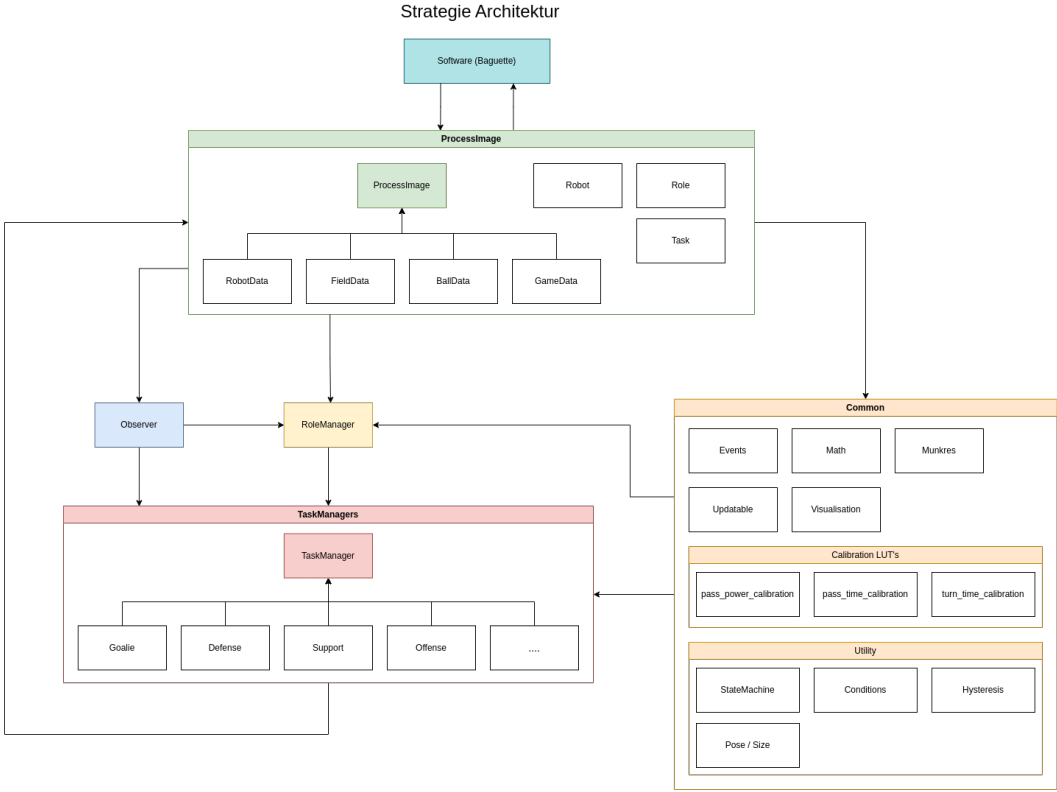 Strategie Architektur
Software (Baguette)
ProcessImage
ProcessImage
Robot
Role
Task
RobotData
FieldData
BallData
GameData
Observer
RoleManager
Common
Events
Math
Munkres
Updatable
Visualisation
Calibration LUT's
pass_power_calibration
pass_time_calibration
turn_time_calibration
Utility
StateMachine
Conditions
Hysteresis
Pose / Size
TaskManagers
TaskManager
Goalie
Defense
Support
Offense
....